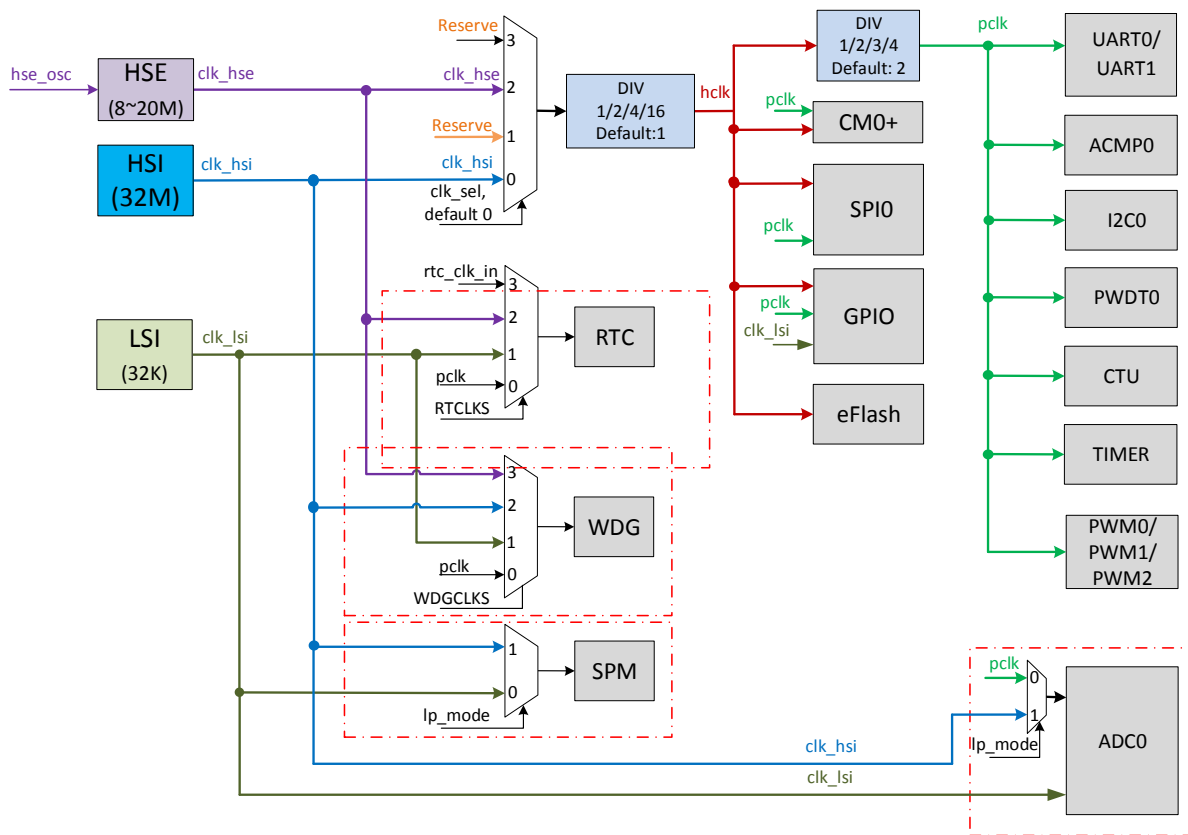 hse_osc
HSE
(8~20M)
clk_hse
HSI
(32M)
clk_hsi
LSI
(32K)
clk_lsi
Reserve
3
clk_hse
2
Reserve
1
clk_hsi
0
clk_sel,
default 0
DIV
1/2/4/16
Default:1
hclk
DIV
1/2/3/4
Default: 2
pclk
pclk
CM0+
SPI0
pclk
GPIO
pclk
clk_lsi
eFlash
UART0/
UART1
ACMP0
I2C0
PWDT0
CTU
TIMER
PWM0/
PWM1/
PWM2
rtc_clk_in
3
2
1
pclk
0
RTCLKS
RTC
3
2
1
pclk
0
WDGCLKS
WDG
1
0
lp_mode
SPM
pclk
0
1
lp_mode
ADC0
clk_hsi
clk_lsi